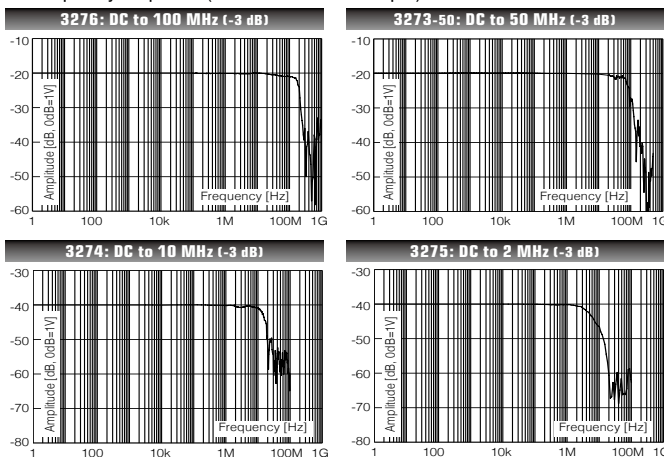 3276: DC to 100 MHz (-3 dB)
-10
-20
-30
-40
-50
-60
Amplitude [dB, 0dB=1V]
Frequency [Hz]
1 100 10k 1M 100M 1G
3273-50: DC to 50 MHz (-3 dB)
-10
-20
-30
-40
-50
-60
Amplitude [dB, 0dB=1V]
Frequency [Hz]
1 100 10k 1M 100M 1G
3274: DC to 10 MHz (-3 dB)
-30
-40
-50
-60
-70
-80
Amplitude [dB, 0dB=1V]
Frequency [Hz]
1 100 10k 1M 100M 1G
3275: DC to 2 MHz (-3 dB)
-30
-40
-50
-60
-70
-80
Amplitude [dB, 0dB=1V]
Frequency [Hz]
1 100 10k 1M 100M 1G